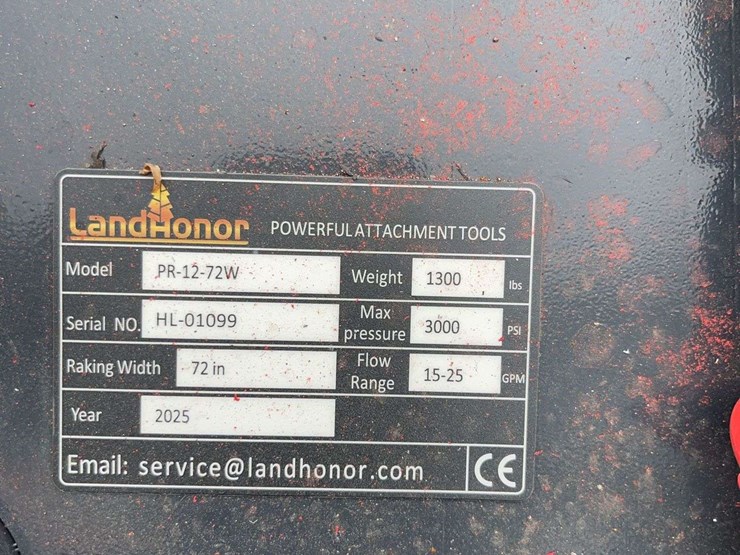 LandHonor POWERFUL ATTACHMENT TOOLS
Model PR-12-72W Weight 1300 lbs
Serial NO. HL-01099 Max pressure 3000 PSI
Raking Width 72 in Flow Range 15-25 GPM
Year 2025
Email: service@landhonor.com CE